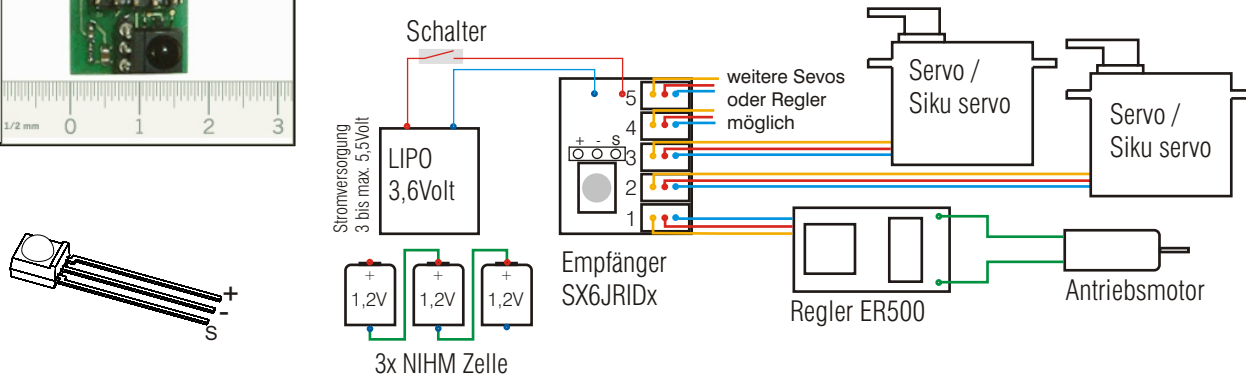 1/2 mm 0 1 2 3
Schalter
Stromversorgung
3 bis max. 5,5Volt
LIPO
3,6Volt
+ - S
5
4
3
2
1
weitere Sevos
oder Regler
möglich
Servo /
Siku servo
Servo /
Siku servo
Empfänger
SX6JRIDx
Regler ER500
Antriebsmotor
+
-
S
+ + +
1,2V 1,2V 1,2V
3x NIHM Zelle